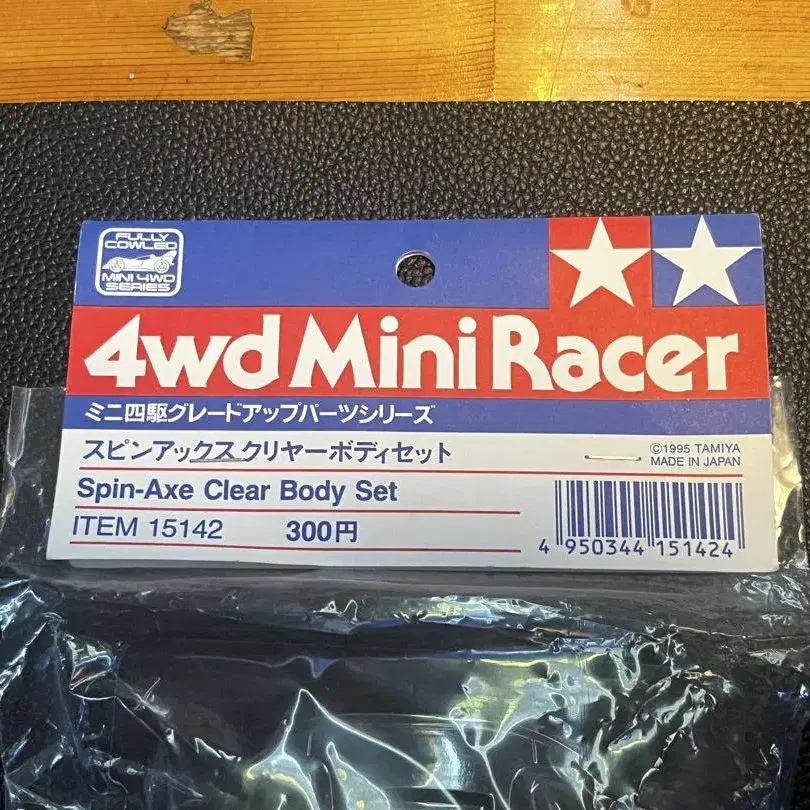 FULLY
COWLED
MINI 4WD
SERIES
4wd Mini Racer
ミニ四駆グレードアップパーツシリーズ
スピンアックス クリヤーボディセット
©1995 TAMIYA
MADE IN JAPAN
Spin-Axe Clear Body Set
ITEM 15142 300円
4 950344 151424